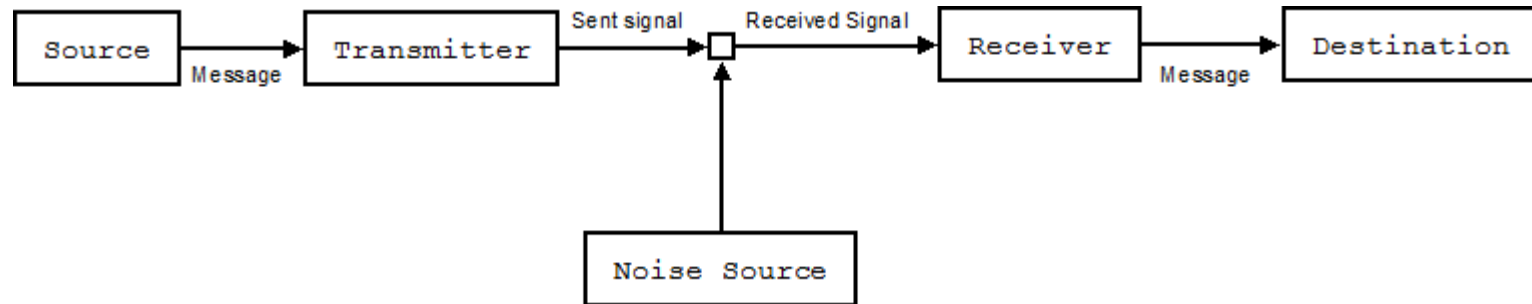 Sent signal
Received Signal
Source
Transmitter
Receiver
Destination
Message
Message
Noise Source